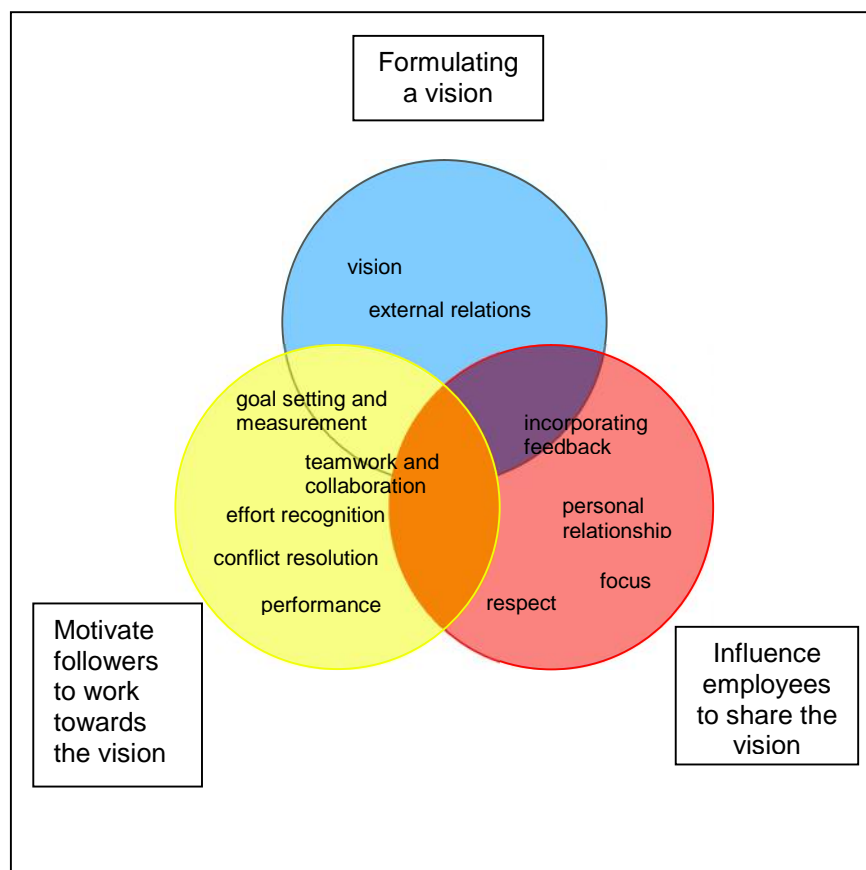 Formulating
a vision
vision
external relations
goal setting and
measurement
incorporating
feedback
teamwork and
collaboration
effort recognition
personal
relationship
conflict resolution
focus
performance
respect
Motivate
followers
to work
towards
the vision
Influence
employees
to share the
vision